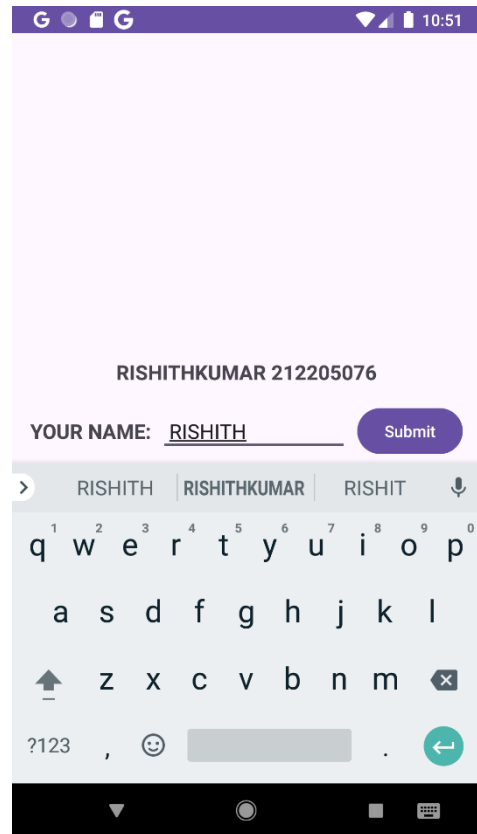 G G 10:51
RISHITHKUMAR 212205076
YOUR NAME: RISHITH Submit
RISHITH RISHITHKUMAR RISHIT
1 2 3 4 5 6 7 8 9 0
q w e r t y u i o p
a s d f g h j k l
z x c v b n m
?123 , .